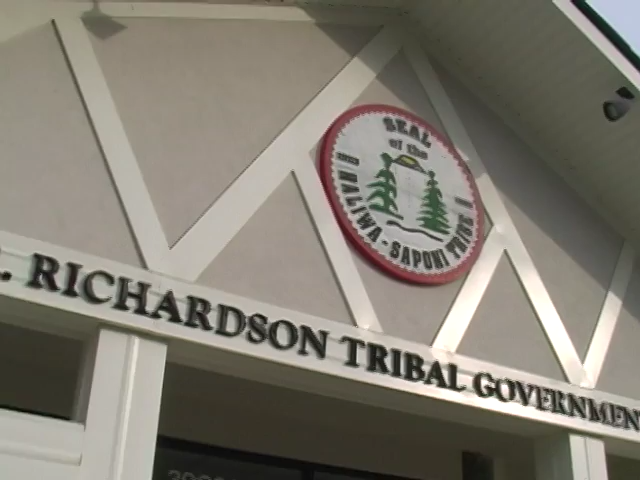 SEAL
of the
HALIWA - SAPONI TRIBE
. RICHARDSON TRIBAL GOVERNMEN